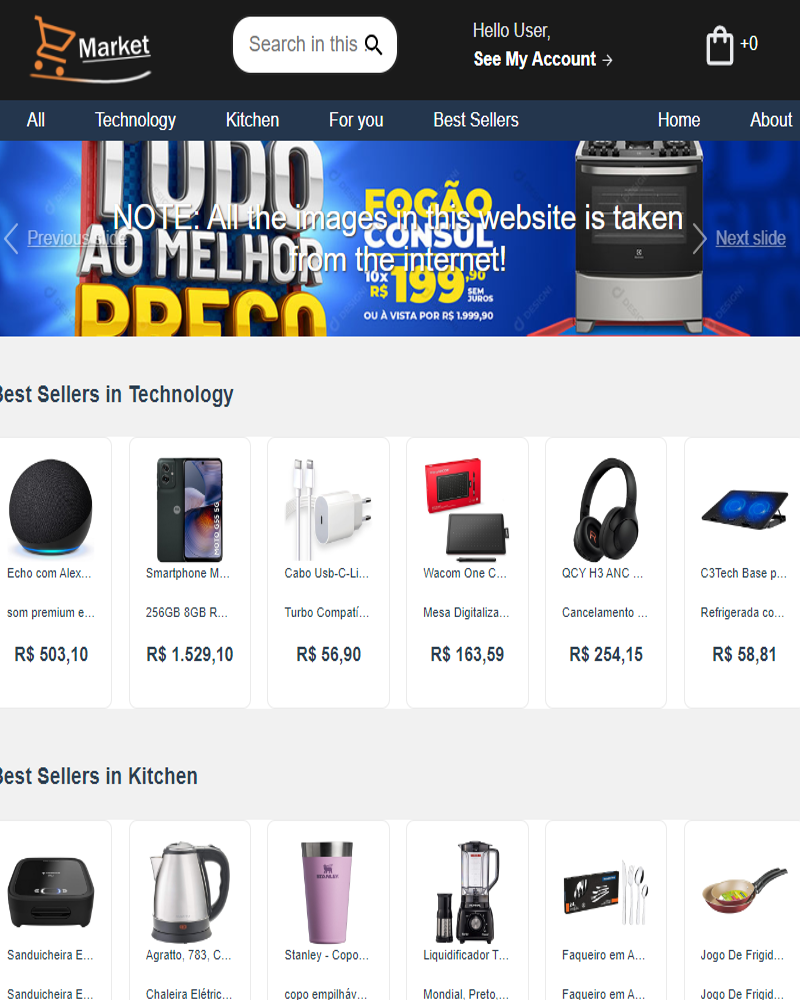 Market
Search in this
Hello User,
See My Account →
+0
All Technology Kitchen For you Best Sellers Home About
TUDO
AO MELHOR
PREÇO
FOGÃO
CONSUL
10x
R$ 199,90
SEM
JUROS
OU À VISTA POR R$ 1.999,90
NOTE: All the images in this website is taken
from the internet!
Previous slide
Next slide
Best Sellers in Technology
Echo com Alex...
som premium e...
R$ 503,10
MOTO G55 5G
Smartphone M...
256GB 8GB R...
R$ 1.529,10
Cabo Usb-C-Li...
Turbo Compatí...
R$ 56,90
Wacom One C...
Mesa Digitaliza...
R$ 163,59
QCY H3 ANC ...
Cancelamento ...
R$ 254,15
C3Tech Base p...
Refrigerada co...
R$ 58,81
Best Sellers in Kitchen
Sanduicheira E...
Sanduicheira E...
Agratto, 783, C...
Chaleira Elétric...
STANLEY
Stanley - Copo...
copo empilháv...
Liquidificador T...
Mondial, Preto,...
Faqueiro em A...
Faqueiro em A...
Jogo De Frigid...
Jogo De Frigid...